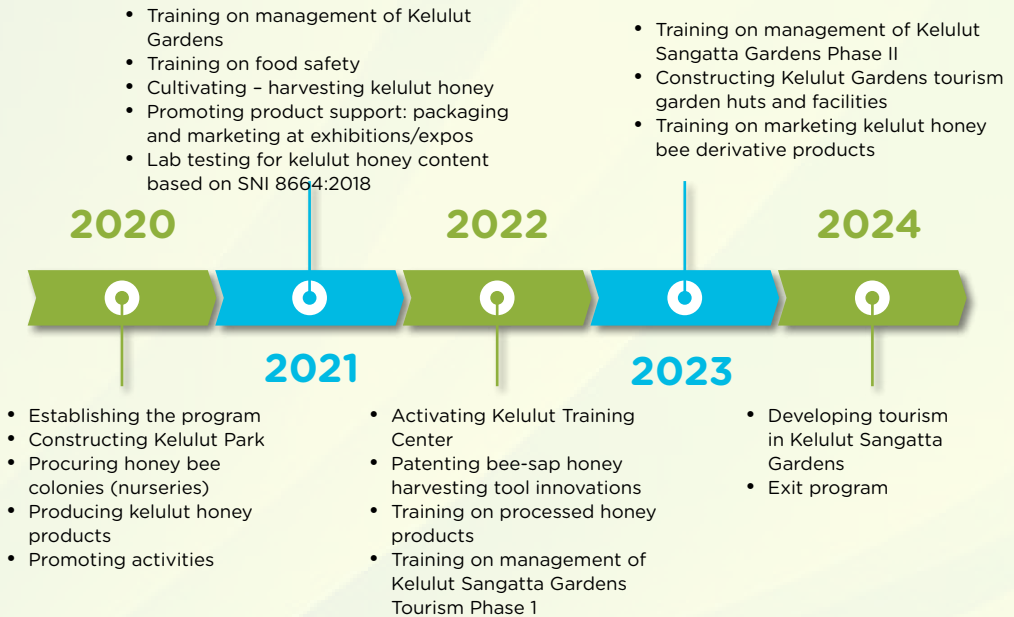 2020
• Establishing the program
• Constructing Kelulut Park
• Procuring honey bee
colonies (nurseries)
• Producing kelulut honey
products
• Promoting activities
• Training on management of Kelulut
Gardens
• Training on food safety
• Cultivating – harvesting kelulut honey
• Promoting product support: packaging
and marketing at exhibitions/expos
• Lab testing for kelulut honey content
based on SNI 8664:2018
2021
2022
• Activating Kelulut Training
Center
• Patenting bee-sap honey
harvesting tool innovations
• Training on processed honey
products
• Training on management of
Kelulut Sangatta Gardens
Tourism Phase 1
• Training on management of Kelulut
Sangatta Gardens Phase II
• Constructing Kelulut Gardens tourism
garden huts and facilities
• Training on marketing kelulut honey
bee derivative products
2023
2024
• Developing tourism
in Kelulut Sangatta
Gardens
• Exit program